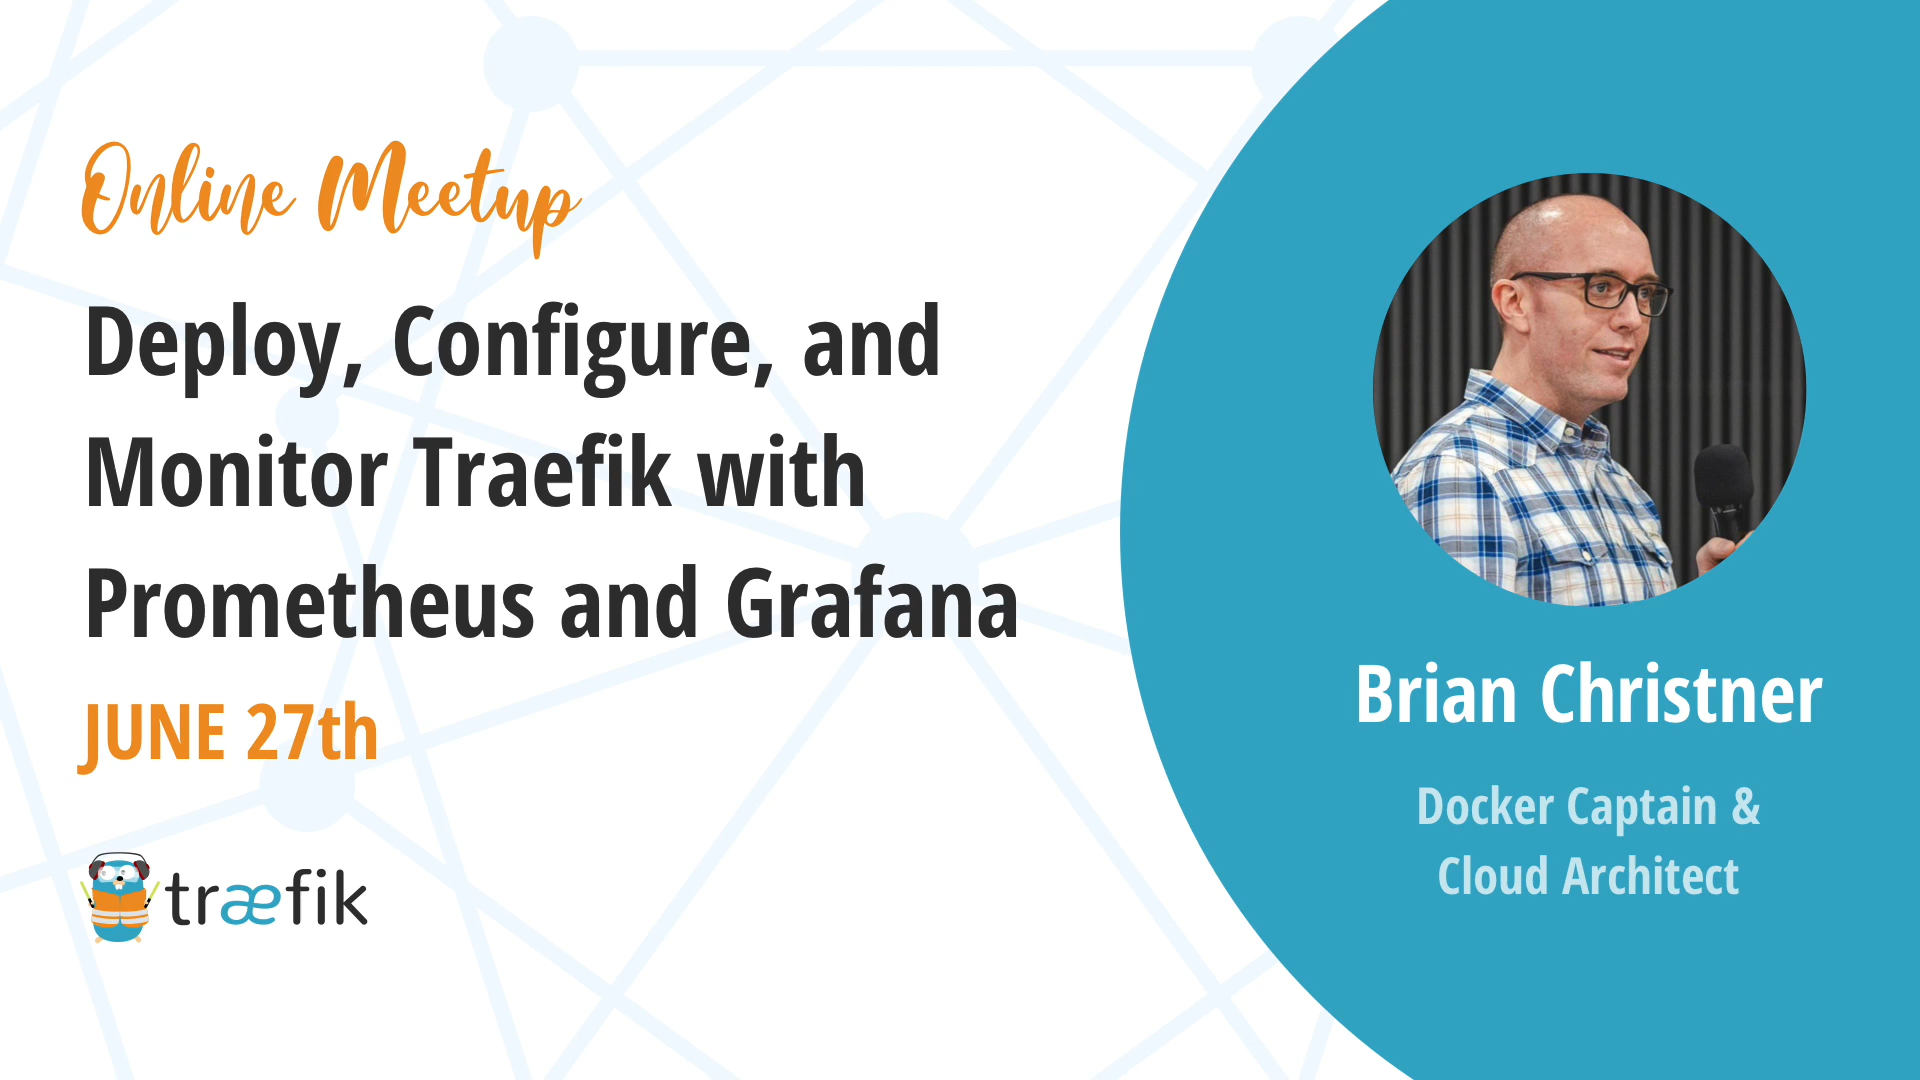 Online Meetup
Deploy, Configure, and
Monitor Traefik with
Prometheus and Grafana
JUNE 27th
træfik
Brian Christner
Docker Captain &
Cloud Architect